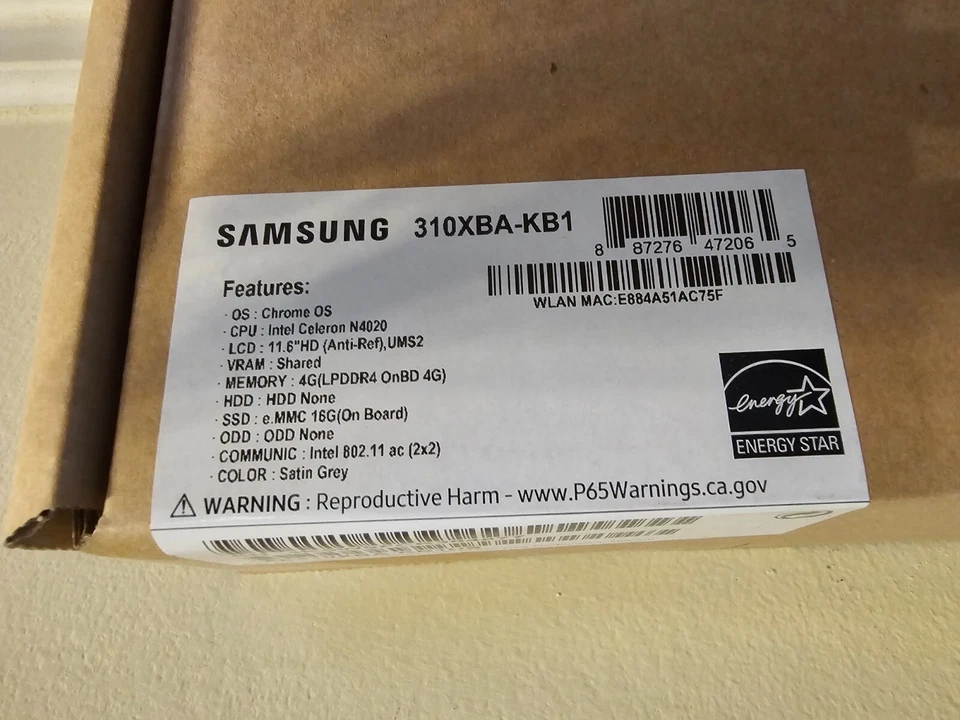 SAMSUNG 310XBA-KB1
8 87276 47206 5
WLAN MAC:E884A51AC75F
Features:
· OS : Chrome OS
· CPU : Intel Celeron N4020
· LCD : 11.6"HD (Anti-Ref),UMS2
· VRAM : Shared
· MEMORY : 4G(LPDDR4 OnBD 4G)
· HDD : HDD None
· SSD : e.MMC 16G(On Board)
· ODD : ODD None
· COMMUNIC : Intel 802.11 ac (2x2)
· COLOR : Satin Grey
energy
ENERGY STAR
⚠ WARNING : Reproductive Harm - www.P65Warnings.ca.gov